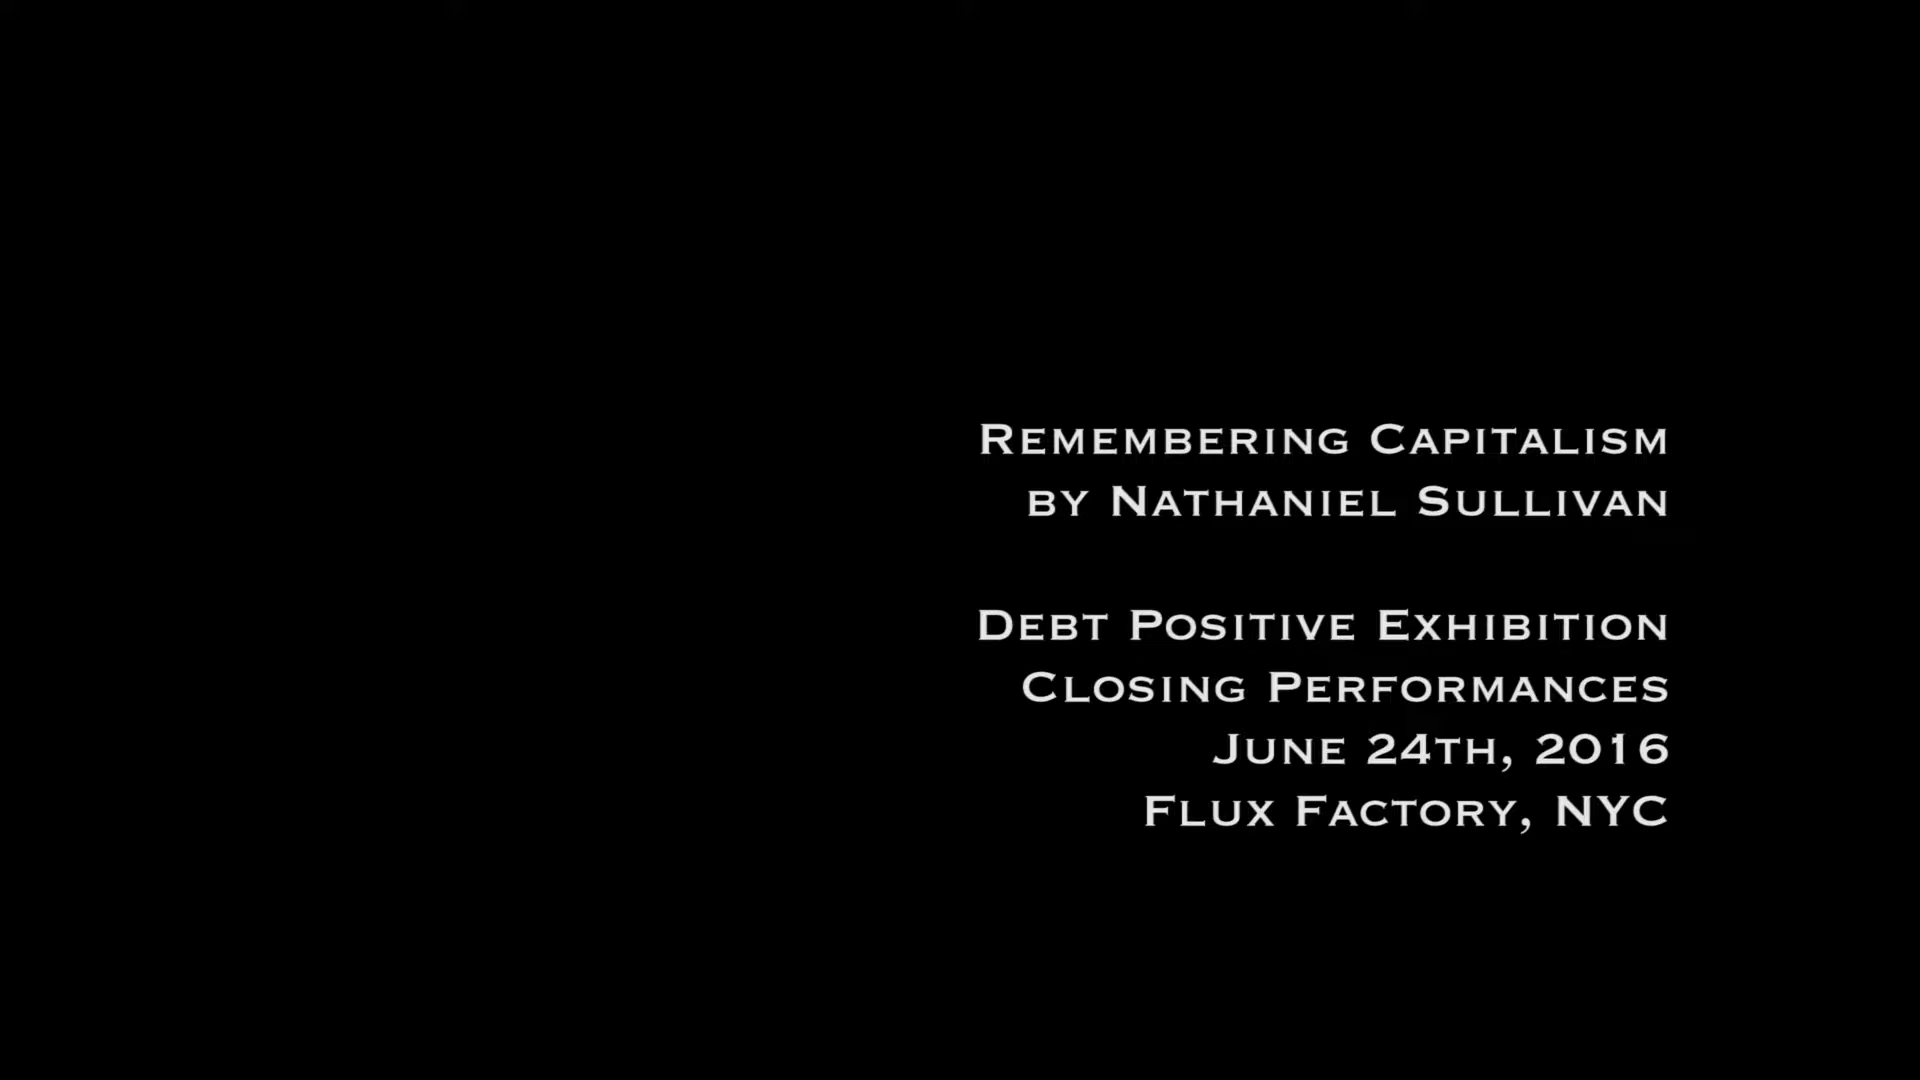 Remembering Capitalism
by Nathaniel Sullivan
Debt Positive Exhibition
Closing Performances
June 24th, 2016
Flux Factory, NYC